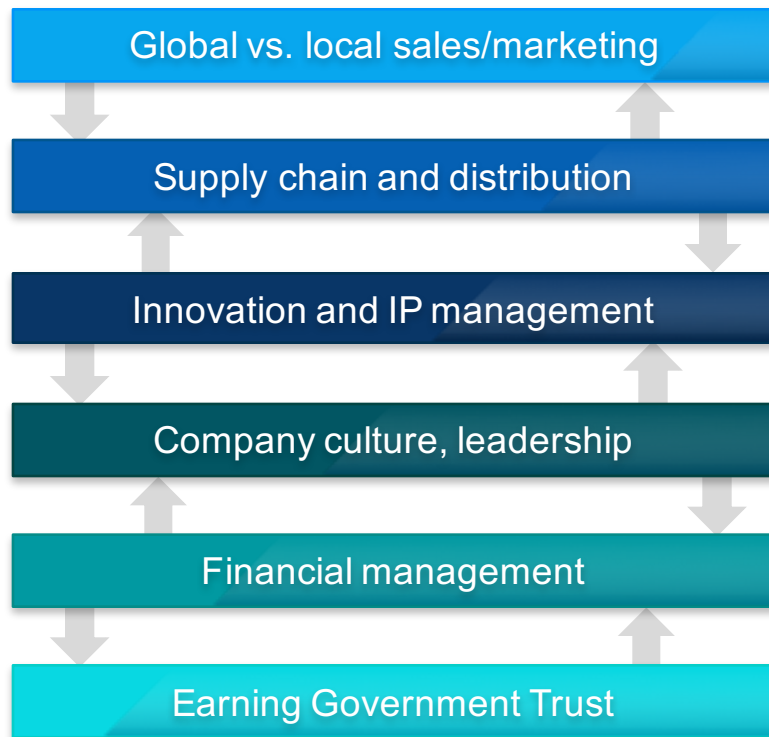 Global vs. local sales/marketing
Supply chain and distribution
Innovation and IP management
Company culture, leadership
Financial management
Earning Government Trust